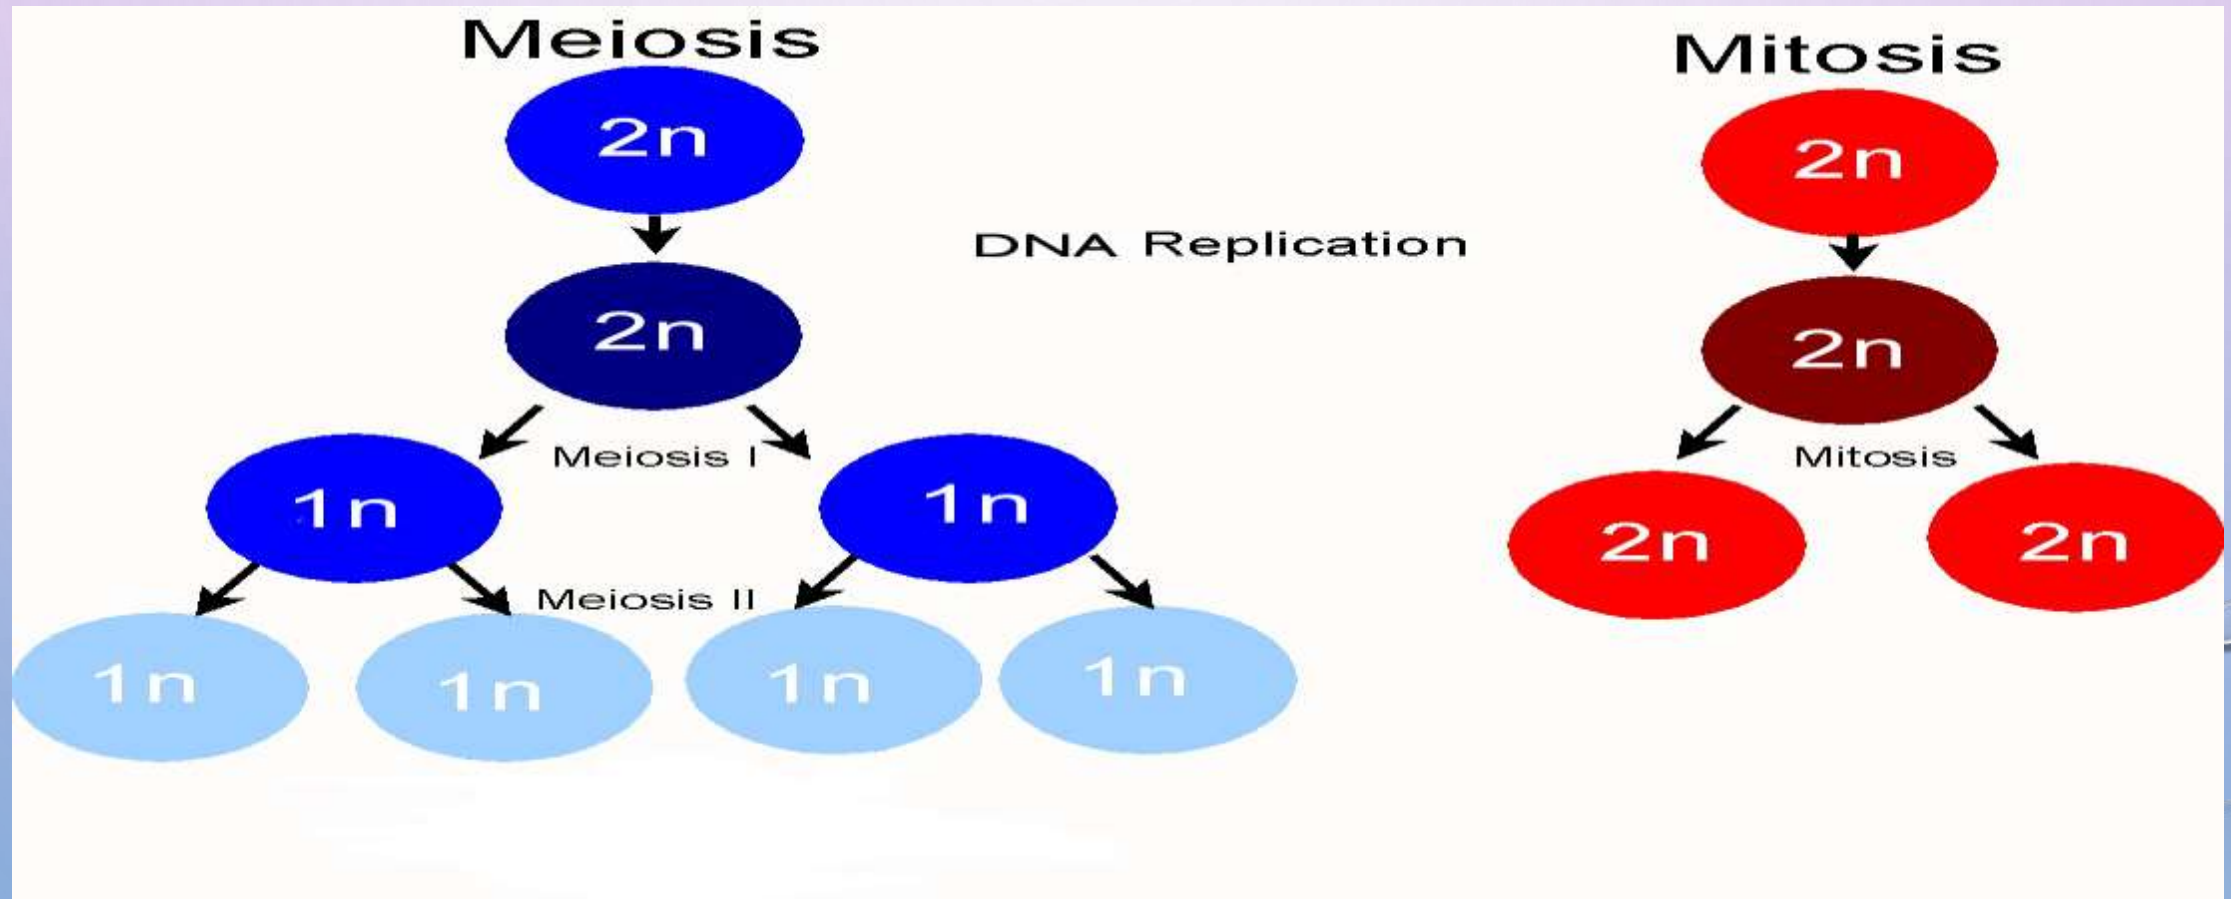 Meiosis
2n
DNA Replication
2n
Meiosis I
1n
1n
Meiosis II
1n
1n
1n
1n
Mitosis
2n
2n
Mitosis
2n
2n